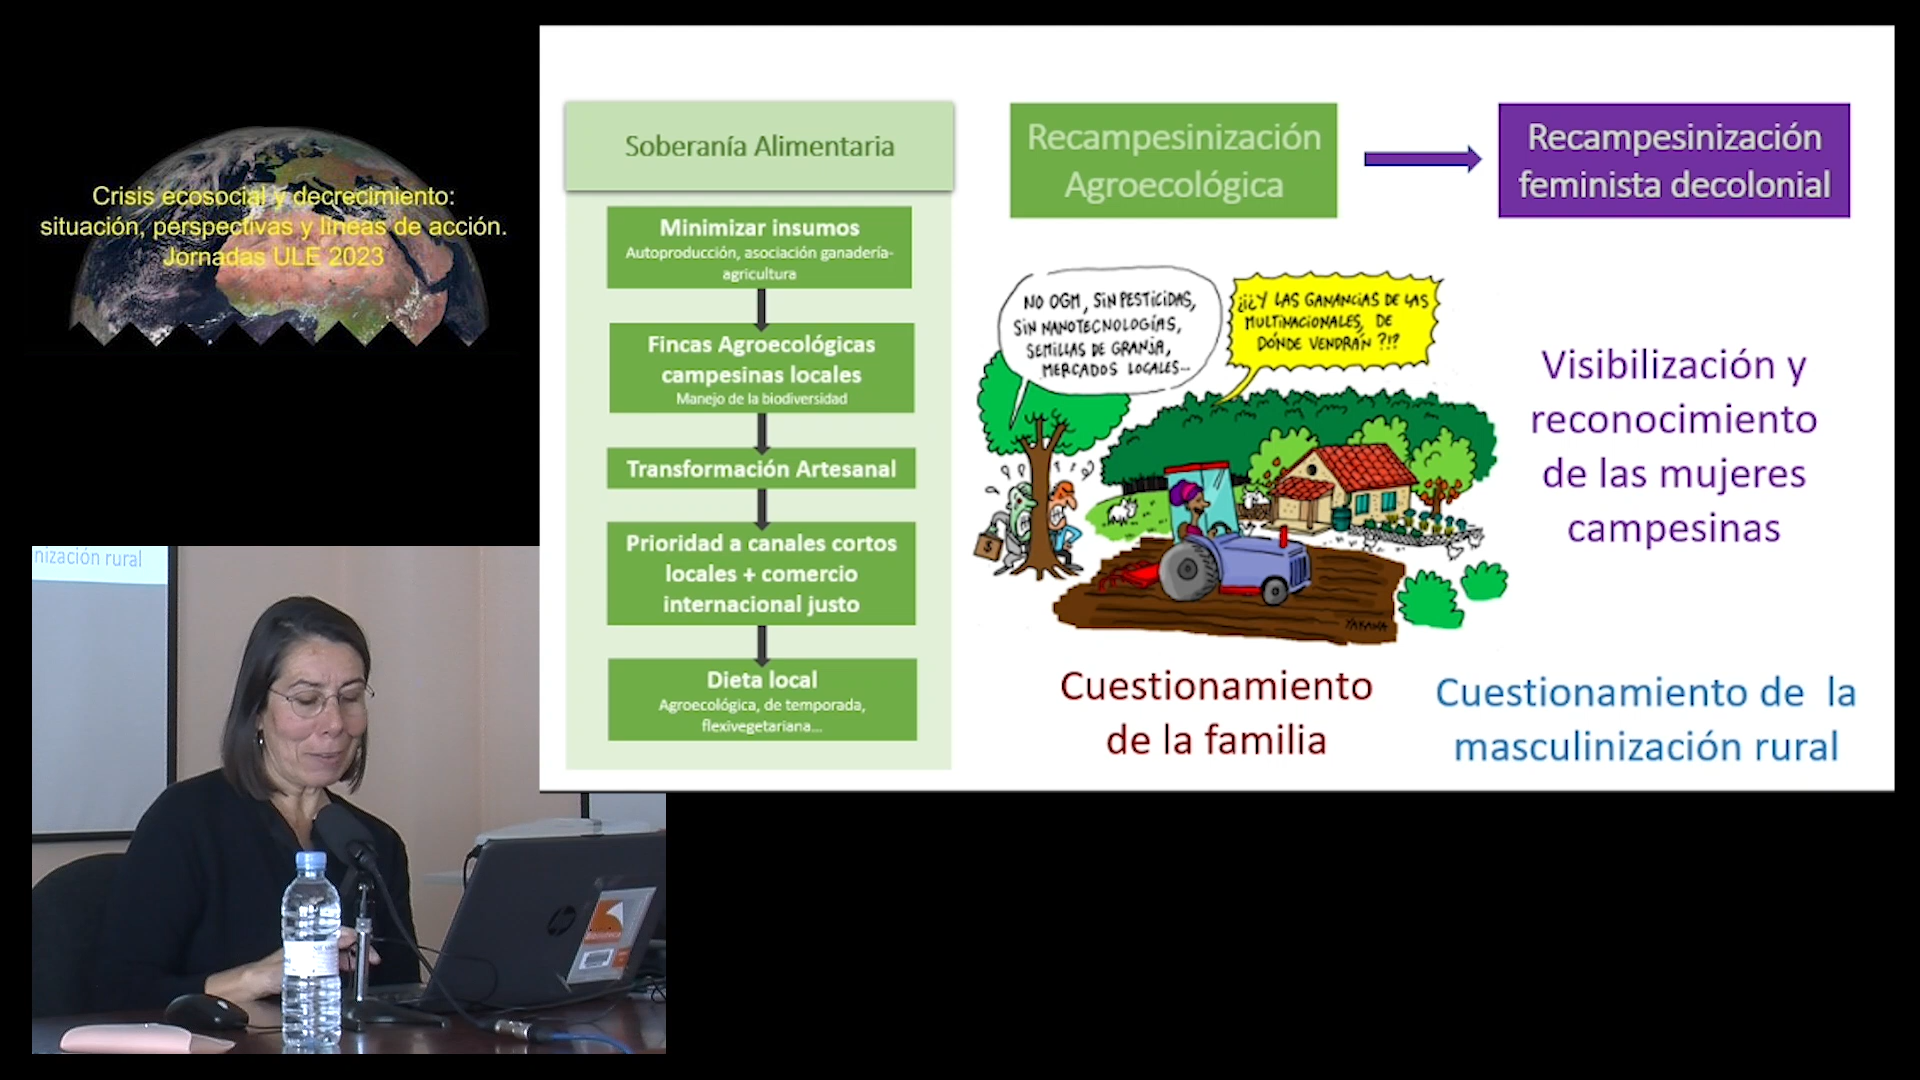 Crisis ecosocial y decrecimiento:
situación, perspectivas y líneas de acción.
Jornadas ULE 2023
Soberanía Alimentaria
Minimizar insumos
Autoproducción, asociación ganadería-
agricultura
Fincas Agroecológicas
campesinas locales
Manejo de la biodiversidad
Transformación Artesanal
Prioridad a canales cortos
locales + comercio
internacional justo
Dieta local
Agroecológica, de temporada,
flexivegetariana...
Recampesinización
Agroecológica
Recampesinización
feminista decolonial
NO OGM, SIN PESTICIDAS,
SIN NANOTECNOLOGÍAS,
SEMILLAS DE GRANJA,
MERCADOS LOCALES...
¡¡¿Y LAS GANANCIAS DE LAS
MULTINACIONALES, DE
DÓNDE VENDRÁN ?!?
$
Visibilización y
reconocimiento
de las mujeres
campesinas
Cuestionamiento
de la familia
Cuestionamiento de la
masculinización rural
nización rural
hp